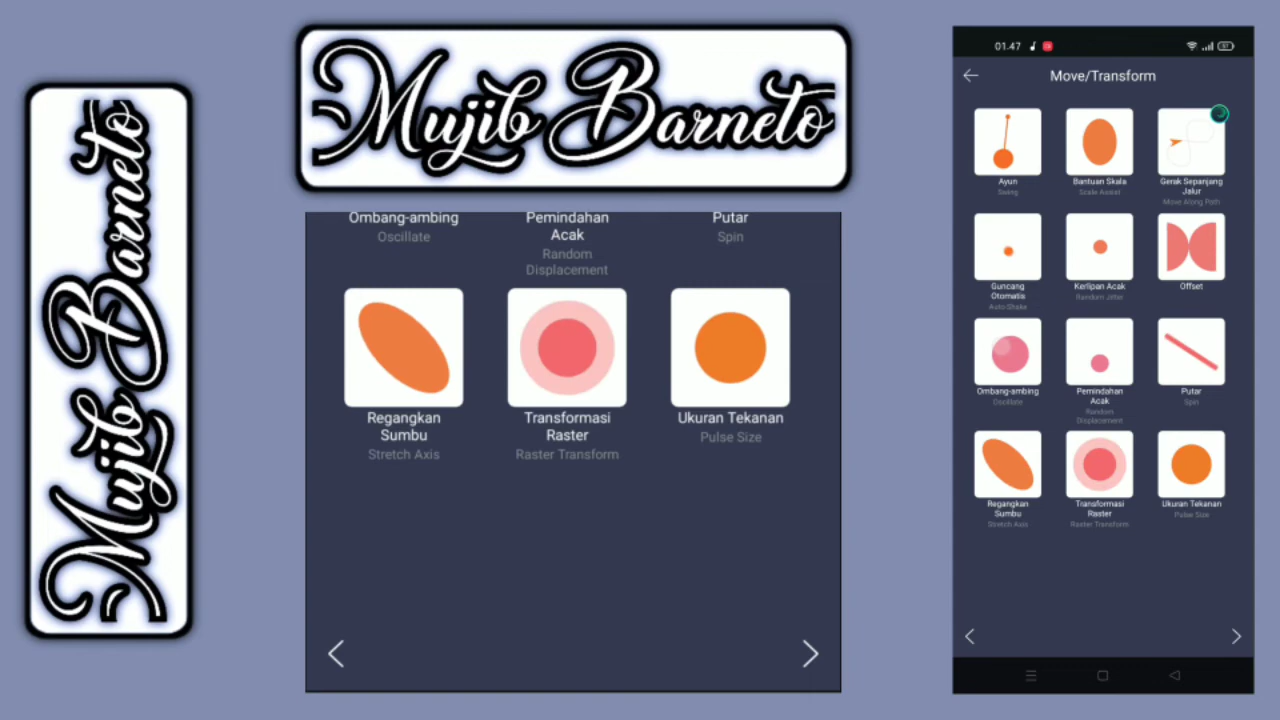 Mujib Barneto
Mujib Barneto
Ombang-ambing
Oscillate
Pemindahan
Acak
Random
Displacement
Putar
Spin
Regangkan
Sumbu
Stretch Axis
Transformasi
Raster
Raster Transform
Ukuran Tekanan
Pulse Size
01.47
57
Move/Transform
Ayun
Swing
Bantuan Skala
Scale Assist
Gerak Sepanjang
Jalur
Move Along Path
Guncang
Otomatis
Auto-Shake
Kerlipan Acak
Random Jitter
Offset
Ombang-ambing
Oscillate
Pemindahan
Acak
Random
Displacement
Putar
Spin
Regangkan
Sumbu
Stretch Axis
Transformasi
Raster
Raster Transform
Ukuran Tekanan
Pulse Size